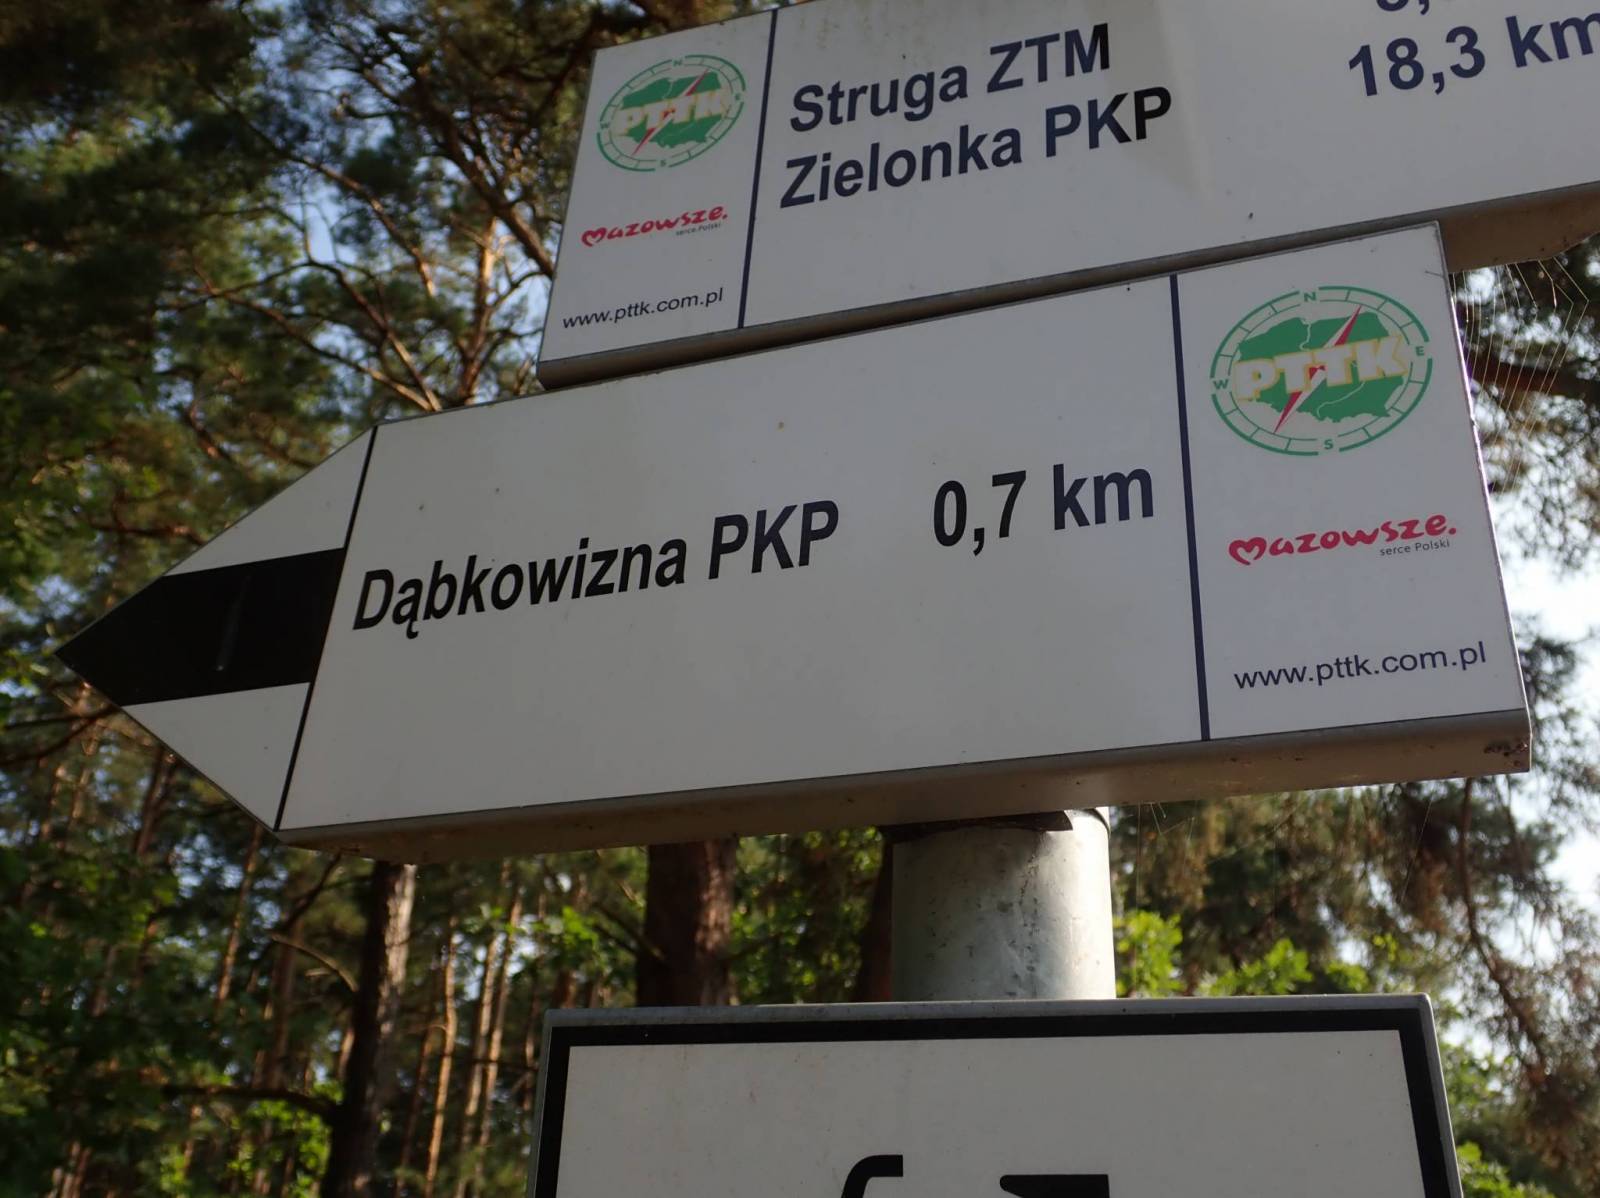 PTTK
Mazowsze.
serce Polski
www.pttk.com.pl
Struga ZTM
Zielonka PKP 18,3 km
Dąbkowizna PKP 0,7 km
N
W PTTK E
S
Mazowsze.
serce Polski
www.pttk.com.pl